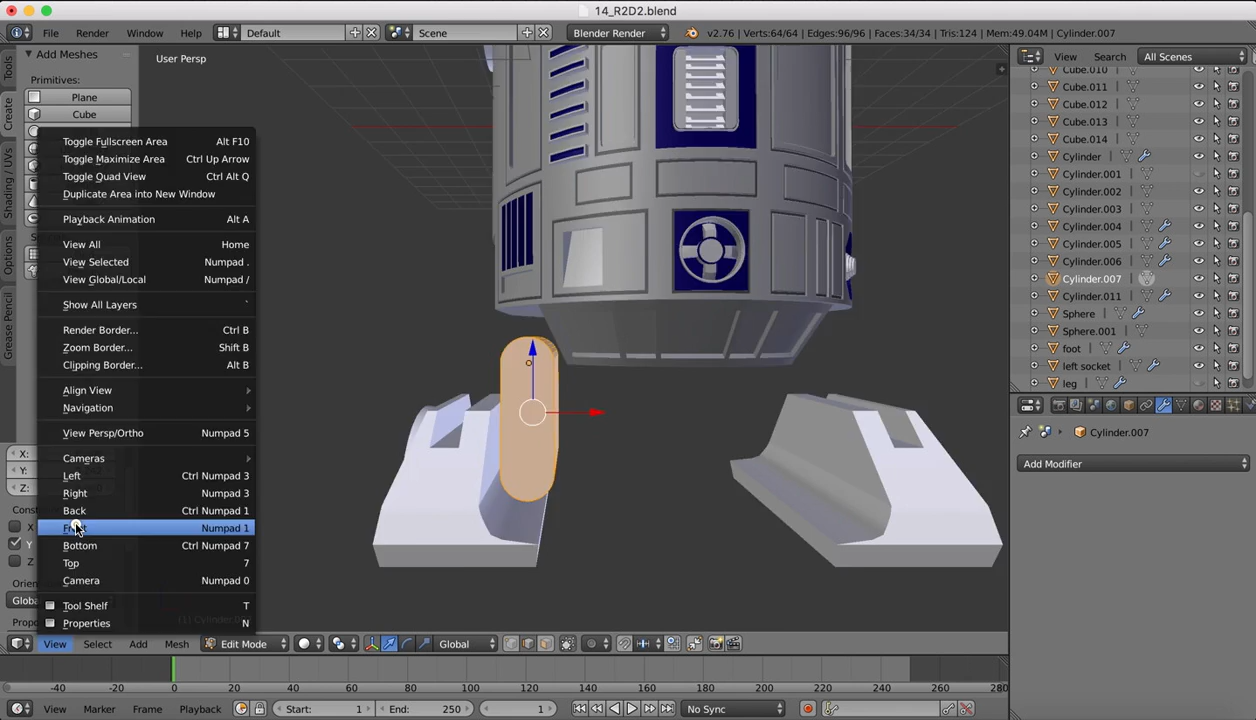 14_R2D2.blend
File Render Window Help Default Scene Blender Render v2.76 | Verts:64/64 | Edges:96/96 | Faces:34/34 | Tris:124 | Mem:49.04M | Cylinder.007
Add Meshes
Primitives:
Plane
Cube
User Persp
Tools
Create
Shading / UVs
Options
Grease Pencil
Toggle Fullscreen Area Alt F10
Toggle Maximize Area Ctrl Up Arrow
Toggle Quad View Ctrl Alt Q
Duplicate Area into New Window
Playback Animation Alt A
View All Home
View Selected Numpad .
View Global/Local Numpad /
Show All Layers `
Render Border... Ctrl B
Zoom Border... Shift B
Clipping Border... Alt B
Align View
Navigation
View Persp/Ortho Numpad 5
Cameras
Left Ctrl Numpad 3
Right Numpad 3
Back Ctrl Numpad 1
Front Numpad 1
Bottom Ctrl Numpad 7
Top 7
Camera Numpad 0
Tool Shelf T
Properties N
X:
Y:
Z:
X
Y
Z
View Select Add Mesh Edit Mode Global
-40 -20 0 20 40 60 80 100 120 140 160 180 200 220 240 260 280
View Marker Frame Playback Start: 1 End: 250 1 No Sync
View Search All Scenes
Cube.010
Cube.011
Cube.012
Cube.013
Cube.014
Cylinder
Cylinder.001
Cylinder.002
Cylinder.003
Cylinder.004
Cylinder.005
Cylinder.006
Cylinder.007
Cylinder.011
Sphere
Sphere.001
foot
left socket
leg
Cylinder.007
Add Modifier